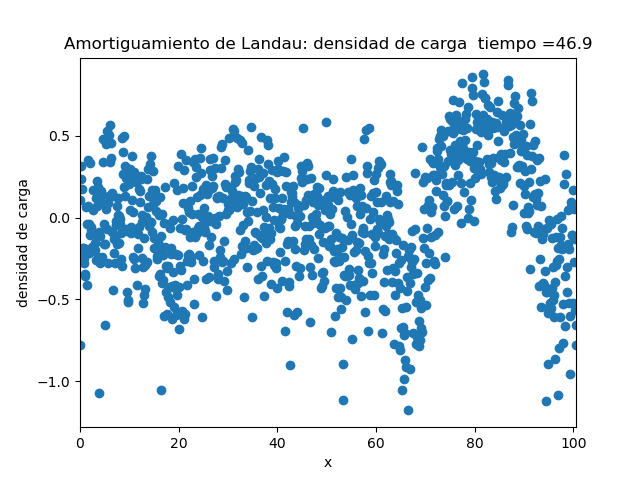 Amortiguamiento de Landau: densidad de carga  tiempo =46.9
densidad de carga
0.5
0.0
−0.5
−1.0
0 20 40 60 80 100
x